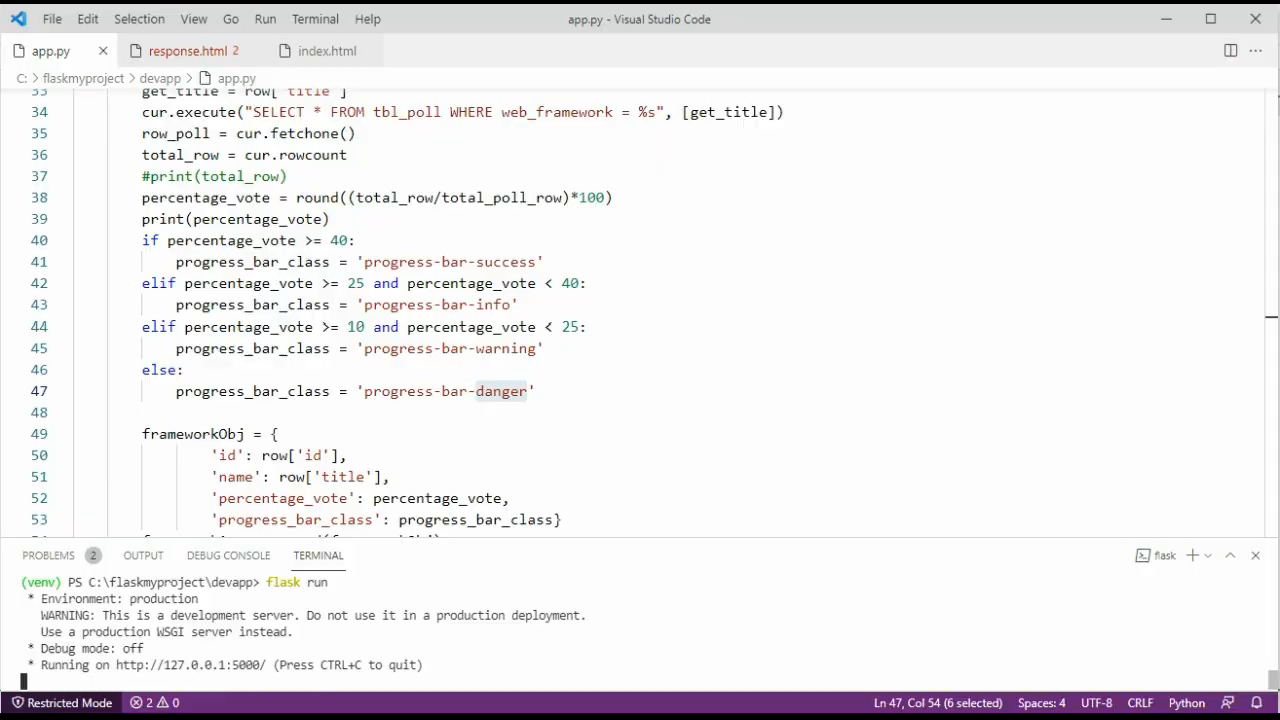 File Edit Selection View Go Run Terminal Help app.py - Visual Studio Code
app.py response.html 2 index.html
C: > flaskmyproject > devapp > app.py
33 get_title = row['title']
34 cur.execute("SELECT * FROM tbl_poll WHERE web_framework = %s", [get_title])
35 row_poll = cur.fetchone()
36 total_row = cur.rowcount
37 #print(total_row)
38 percentage_vote = round((total_row/total_poll_row)*100)
39 print(percentage_vote)
40 if percentage_vote >= 40:
41 progress_bar_class = 'progress-bar-success'
42 elif percentage_vote >= 25 and percentage_vote < 40:
43 progress_bar_class = 'progress-bar-info'
44 elif percentage_vote >= 10 and percentage_vote < 25:
45 progress_bar_class = 'progress-bar-warning'
46 else:
47 progress_bar_class = 'progress-bar-danger'
48
49 frameworkObj = {
50 'id': row['id'],
51 'name': row['title'],
52 'percentage_vote': percentage_vote,
53 'progress_bar_class': progress_bar_class}
PROBLEMS 2 OUTPUT DEBUG CONSOLE TERMINAL flask
(venv) PS C:\flaskmyproject\devapp> flask run
* Environment: production
WARNING: This is a development server. Do not use it in a production deployment.
Use a production WSGI server instead.
* Debug mode: off
* Running on http://127.0.0.1:5000/ (Press CTRL+C to quit)
Restricted Mode 2 0 Ln 47, Col 54 (6 selected) Spaces: 4 UTF-8 CRLF Python